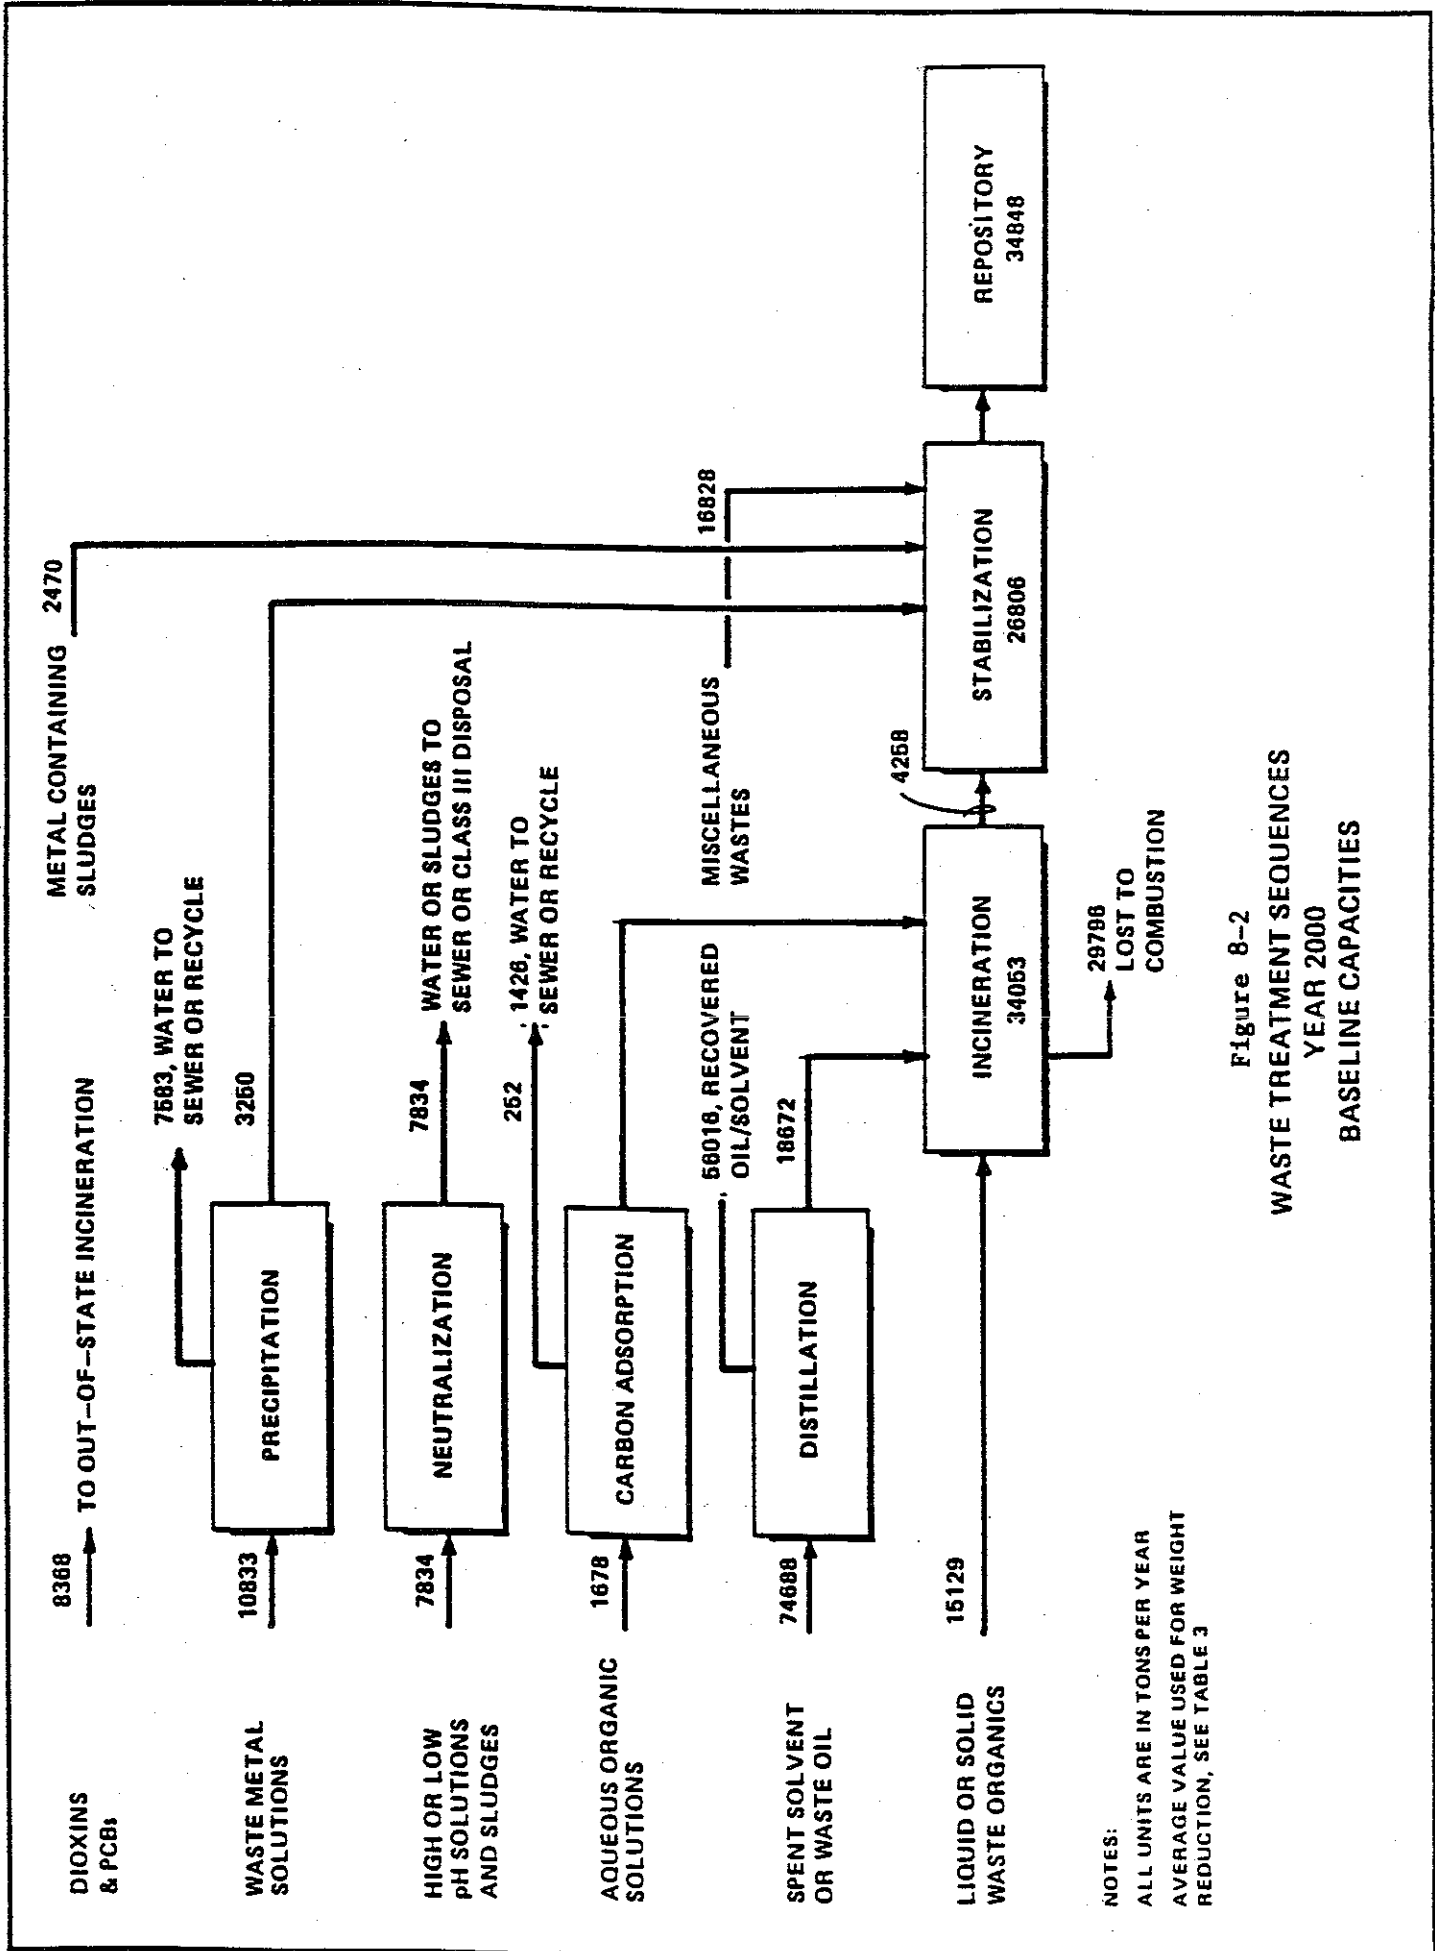 DIOXINS
& PCBs
8368
TO OUT-OF-STATE INCINERATION
METAL CONTAINING
SLUDGES
2470
WASTE METAL
SOLUTIONS
10833
PRECIPITATION
7583, WATER TO
SEWER OR RECYCLE
3250
HIGH OR LOW
pH SOLUTIONS
AND SLUDGES
7834
NEUTRALIZATION
7834
WATER OR SLUDGES TO
SEWER OR CLASS III DISPOSAL
AQUEOUS ORGANIC
SOLUTIONS
1678
CARBON ADSORPTION
252
1426, WATER TO
SEWER OR RECYCLE
SPENT SOLVENT
OR WASTE OIL
74688
DISTILLATION
56016, RECOVERED
OIL/SOLVENT
18672
MISCELLANEOUS
WASTES
16828
LIQUID OR SOLID
WASTE ORGANICS
15129
INCINERATION
34053
4258
STABILIZATION
26806
REPOSITORY
34848
29796
LOST TO
COMBUSTION
NOTES:
ALL UNITS ARE IN TONS PER YEAR
AVERAGE VALUE USED FOR WEIGHT
REDUCTION, SEE TABLE 3
Figure 8-2
WASTE TREATMENT SEQUENCES
YEAR 2000
BASELINE CAPACITIES